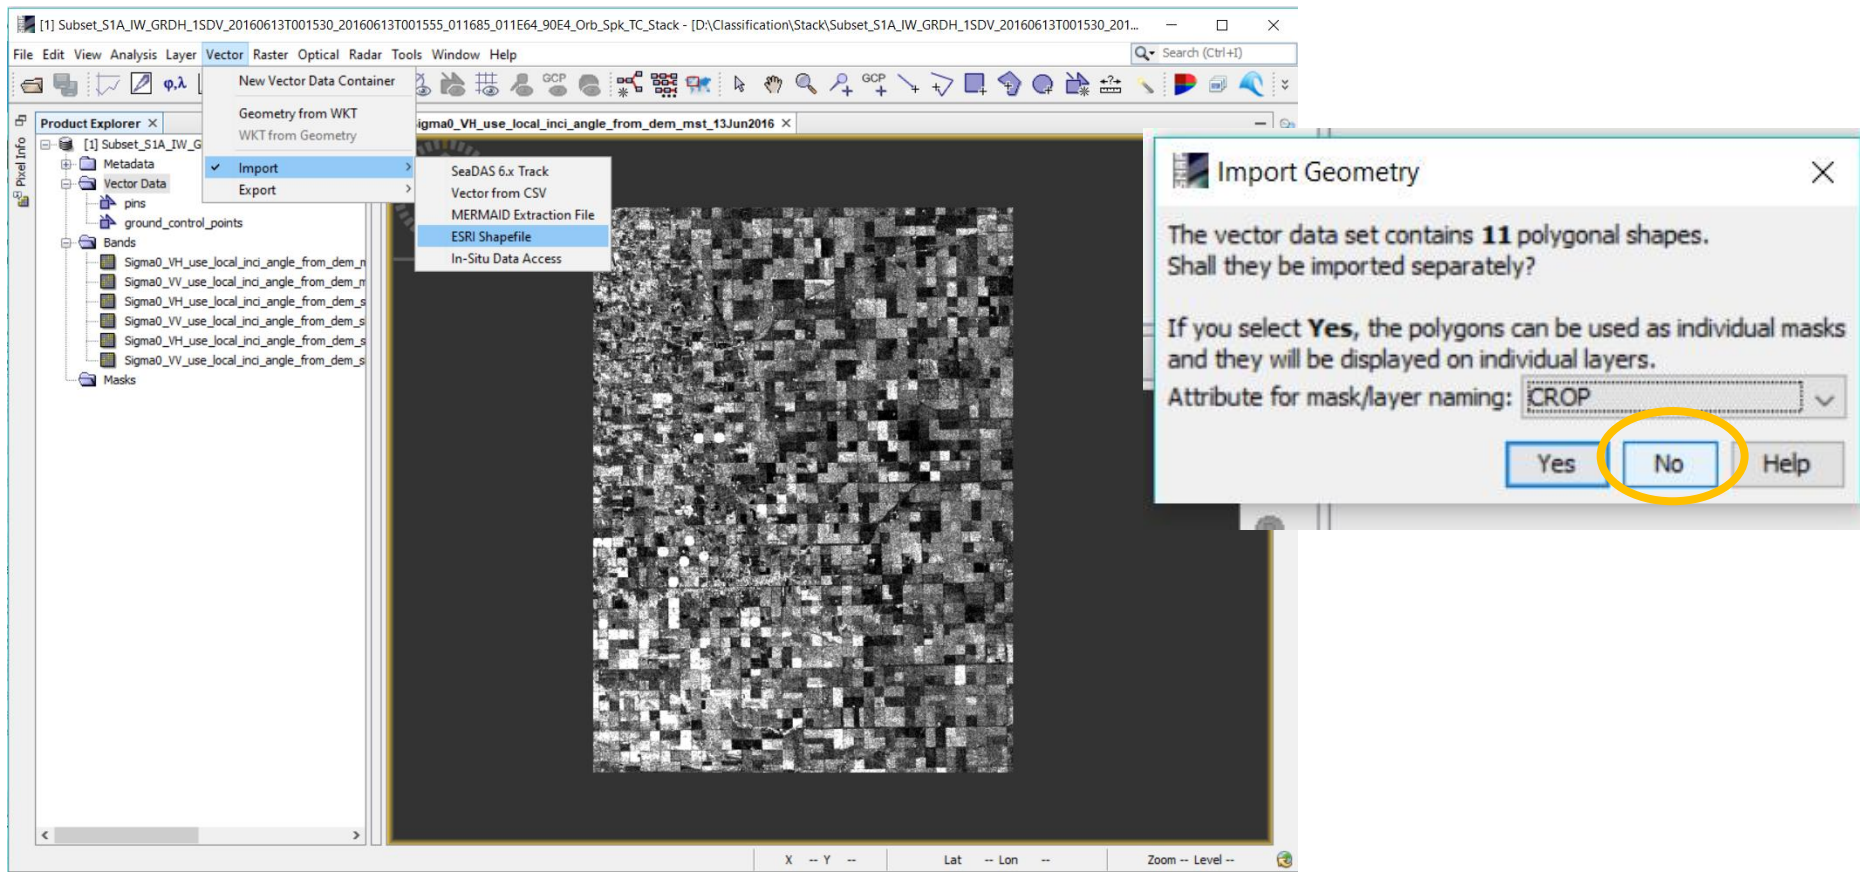 [1] Subset_S1A_IW_GRDH_1SDV_20160613T001530_20160613T001555_011685_011E64_90E4_Orb_Spk_TC_Stack - [D:\Classification\Stack\Subset_S1A_IW_GRDH_1SDV_20160613T001530_201...
File Edit View Analysis Layer Vector Raster Optical Radar Tools Window Help
Search (Ctrl+I)
φ,λ
GCP
GCP
New Vector Data Container
Geometry from WKT
WKT from Geometry
Import
Export
SeaDAS 6.x Track
Vector from CSV
MERMAID Extraction File
ESRI Shapefile
In-Situ Data Access
Pixel Info
Product Explorer
igma0_VH_use_local_inci_angle_from_dem_mst_13Jun2016
[1] Subset_S1A_IW_G
Metadata
Vector Data
pins
ground_control_points
Bands
Sigma0_VH_use_local_inci_angle_from_dem_m
Sigma0_VV_use_local_inci_angle_from_dem_m
Sigma0_VH_use_local_inci_angle_from_dem_s
Sigma0_VV_use_local_inci_angle_from_dem_s
Sigma0_VH_use_local_inci_angle_from_dem_s
Sigma0_VV_use_local_inci_angle_from_dem_s
Masks
X -- Y -- Lat -- Lon -- Zoom -- Level --
Import Geometry
The vector data set contains 11 polygonal shapes.
Shall they be imported separately?
If you select Yes, the polygons can be used as individual masks
and they will be displayed on individual layers.
Attribute for mask/layer naming: CROP
Yes No Help